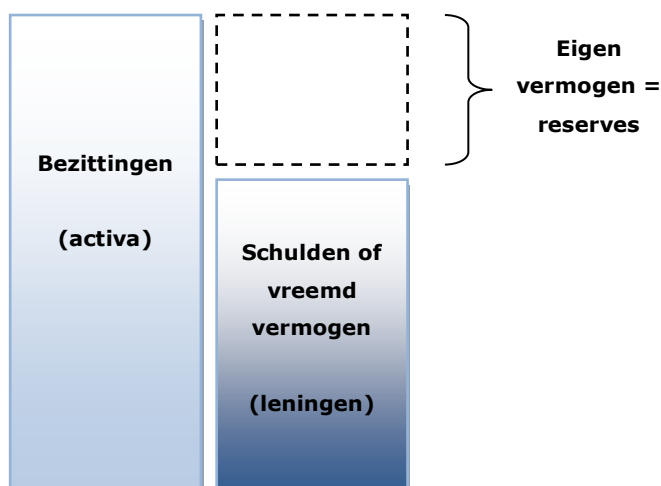 Bezittingen
(activa)
Schulden of
vreemd
vermogen
(leningen)
Eigen
vermogen =
reserves